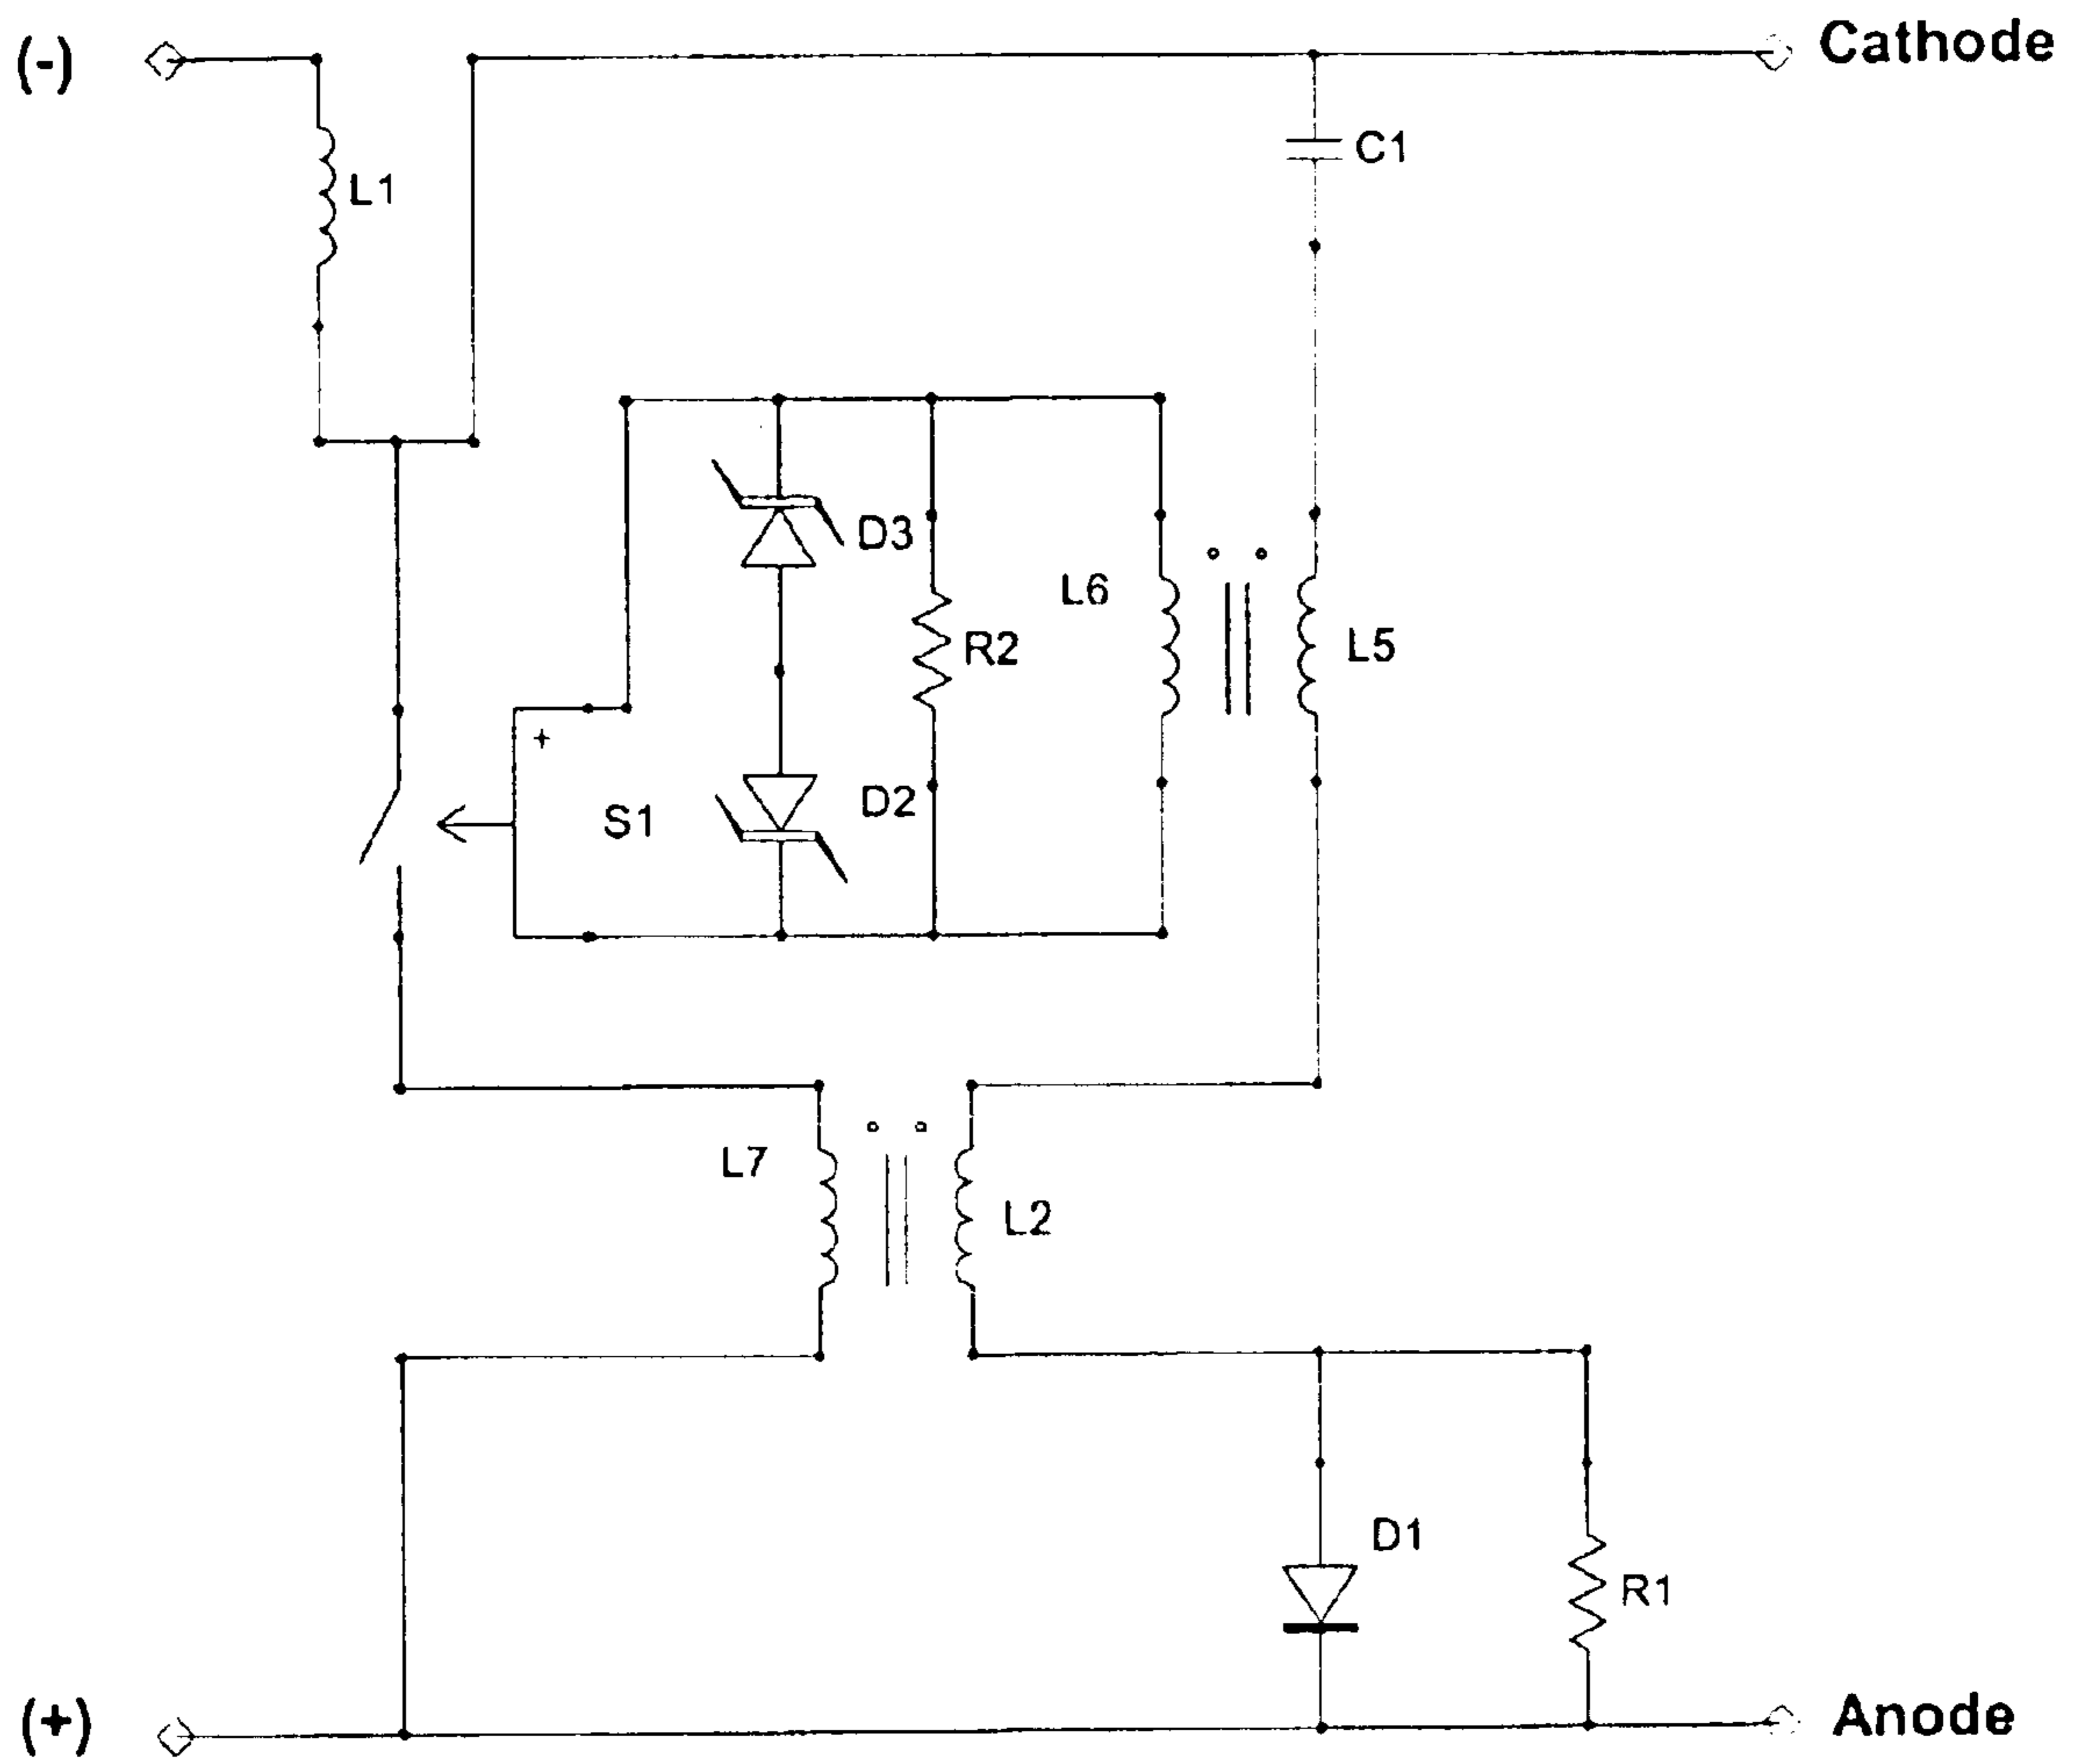 (-)
Cathode
C1
L1
D3
L6
R2
L5
+
D2
S1
L7
L2
D1
R1
(+)
Anode